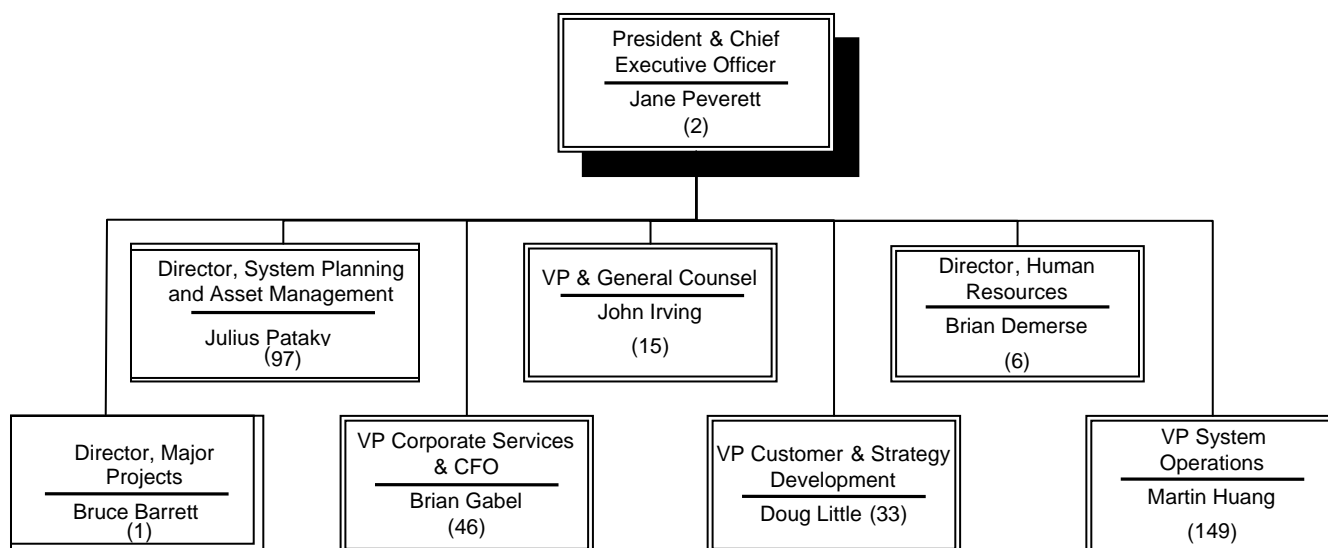 President & Chief
Executive Officer
Jane Peverett
(2)
Director, System Planning
and Asset Management
Julius Patakv
(97)
VP & General Counsel
John Irving
(15)
Director, Human
Resources
Brian Demerse
(6)
Director, Major
Projects
Bruce Barrett
(1)
VP Corporate Services
& CFO
Brian Gabel
(46)
VP Customer & Strategy
Development
Doug Little (33)
VP System
Operations
Martin Huang
(149)